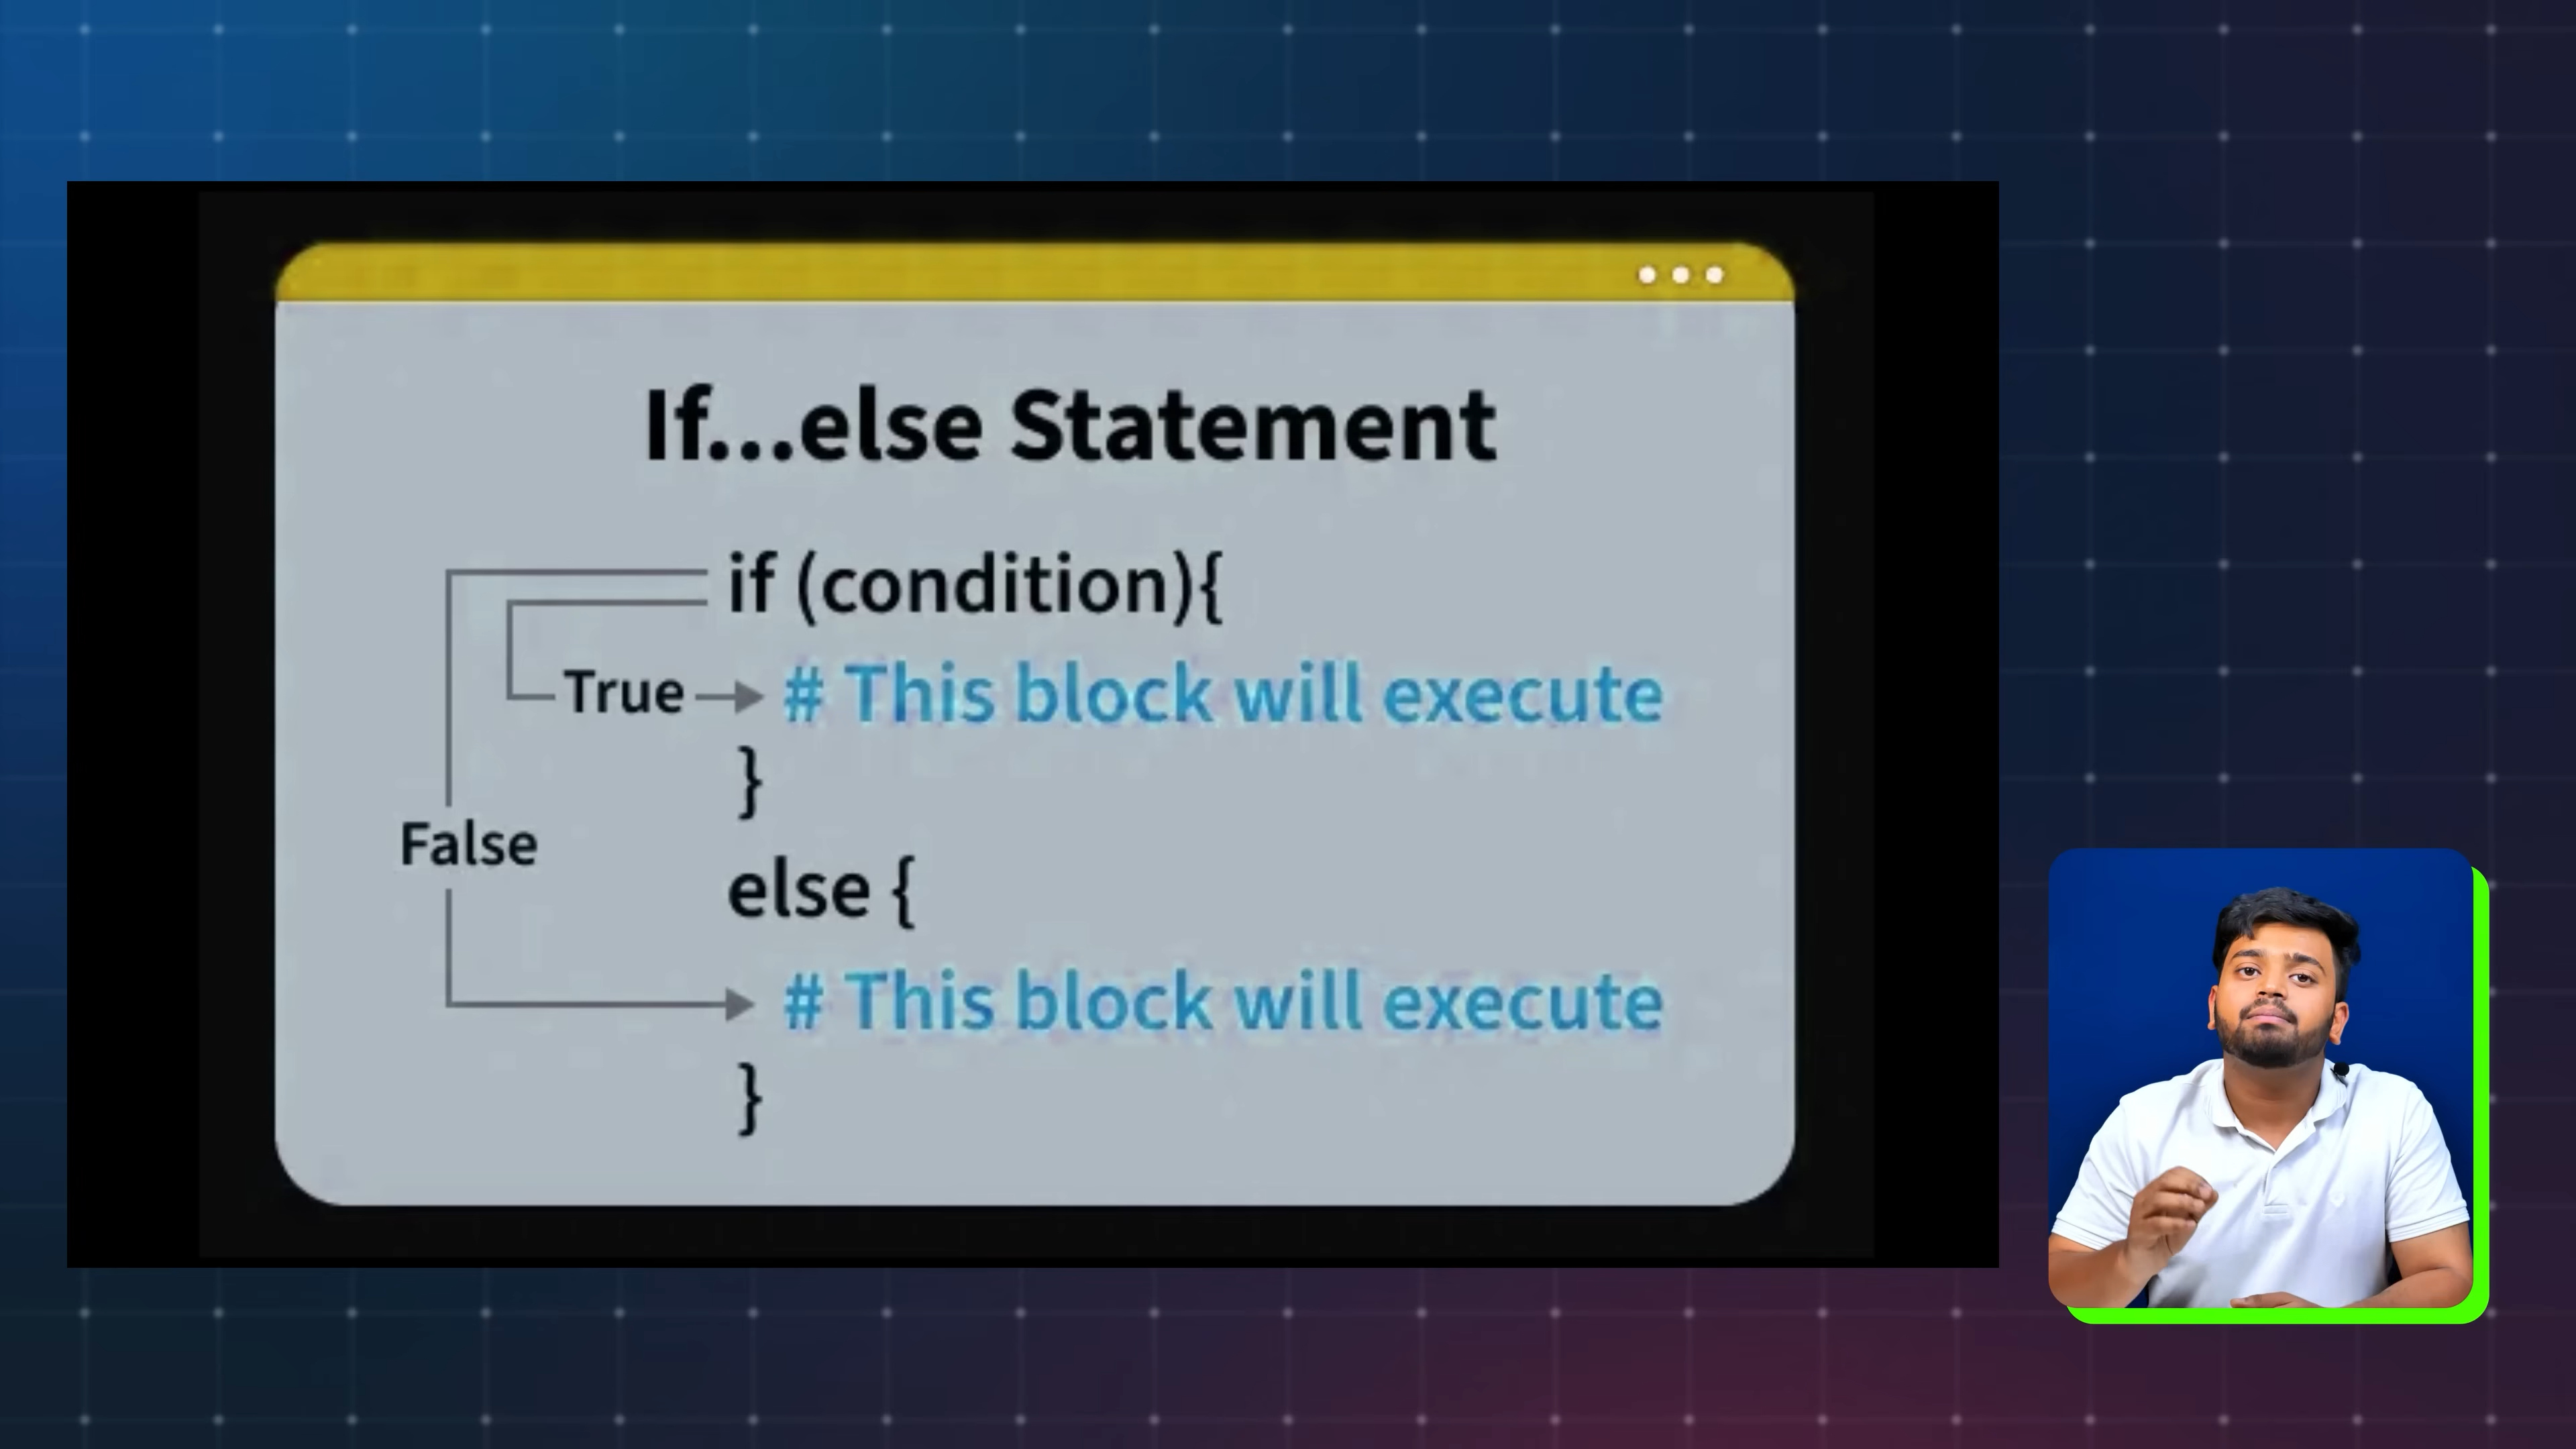 If...else Statement
if (condition){
True # This block will execute
}
False
else {
# This block will execute
}